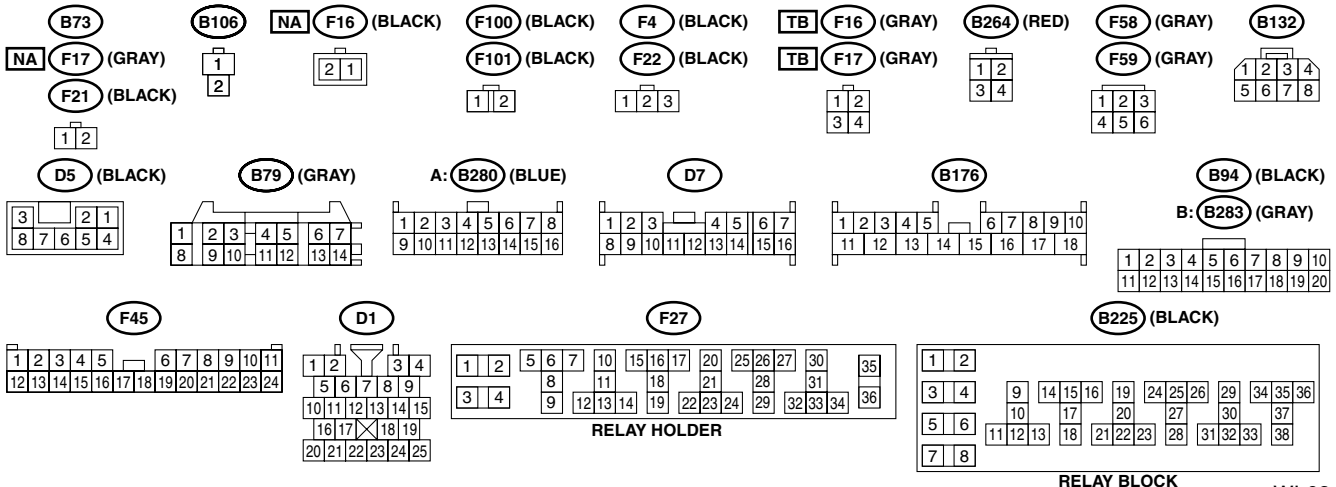 B73 B106 NA F16 (BLACK) F100 (BLACK) F4 (BLACK) TB F16 (GRAY) B264 (RED) F58 (GRAY) B132
NA F17 (GRAY) F101 (BLACK) F22 (BLACK) TB F17 (GRAY) F59 (GRAY)
F21 (BLACK)
1 2
1
2
2 1
1 2
1 2 3
1 2
3 4
1 2
3 4
1 2 3
4 5 6
1 2 3 4
5 6 7 8
D5 (BLACK) B79 (GRAY) A: B280 (BLUE) D7 B176 B94 (BLACK)
B: B283 (GRAY)
3 2 1
8 7 6 5 4
1 2 3 4 5 6 7
8 9 10 11 12 13 14
1 2 3 4 5 6 7 8
9 10 11 12 13 14 15 16
1 2 3 4 5 6 7
8 9 10 11 12 13 14 15 16
1 2 3 4 5 6 7 8 9 10
11 12 13 14 15 16 17 18
1 2 3 4 5 6 7 8 9 10
11 12 13 14 15 16 17 18 19 20
F45 D1 F27 B225 (BLACK)
1 2 3 4 5 6 7 8 9 10 11
12 13 14 15 16 17 18 19 20 21 22 23 24
1 2 3 4
5 6 7 8 9
10 11 12 13 14 15
16 17 18 19
20 21 22 23 24 25
1 2 5 6 7 10 15 16 17 20 25 26 27 30 35
8 11 18 21 28 31
3 4 9 12 13 14 19 22 23 24 29 32 33 34 36
RELAY HOLDER
1 2
3 4 9 14 15 16 19 24 25 26 29 34 35 36
5 6 10 17 20 27 30 37
11 12 13 18 21 22 23 28 31 32 33 38
7 8
RELAY BLOCK